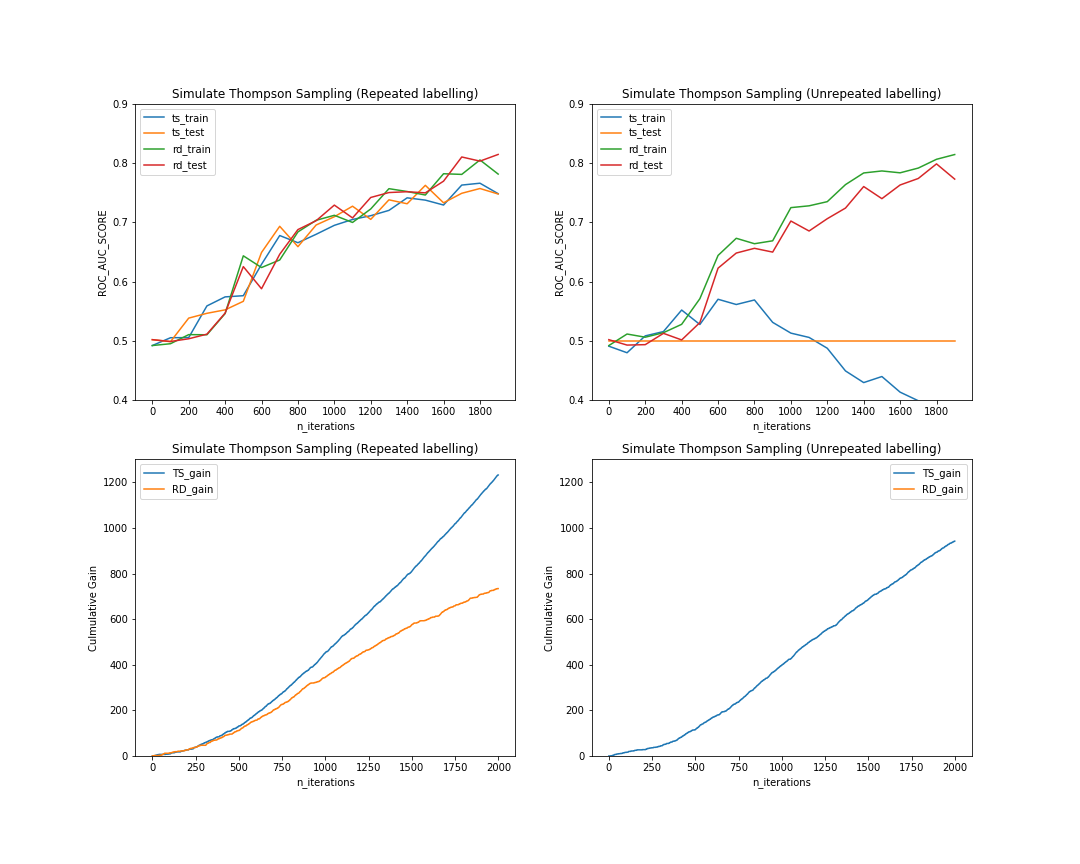 Simulate Thompson Sampling (Repeated labelling)
ROC_AUC_SCORE
0.9
0.8
0.7
0.6
0.5
0.4
ts_train
ts_test
rd_train
rd_test
0 200 400 600 800 1000 1200 1400 1600 1800
n_iterations
Simulate Thompson Sampling (Unrepeated labelling)
ROC_AUC_SCORE
0.9
0.8
0.7
0.6
0.5
0.4
ts_train
ts_test
rd_train
rd_test
0 200 400 600 800 1000 1200 1400 1600 1800
n_iterations
Simulate Thompson Sampling (Repeated labelling)
Culmulative Gain
1200
1000
800
600
400
200
0
TS_gain
RD_gain
0 250 500 750 1000 1250 1500 1750 2000
n_iterations
Simulate Thompson Sampling (Unrepeated labelling)
Culmulative Gain
1200
1000
800
600
400
200
0
TS_gain
RD_gain
0 250 500 750 1000 1250 1500 1750 2000
n_iterations